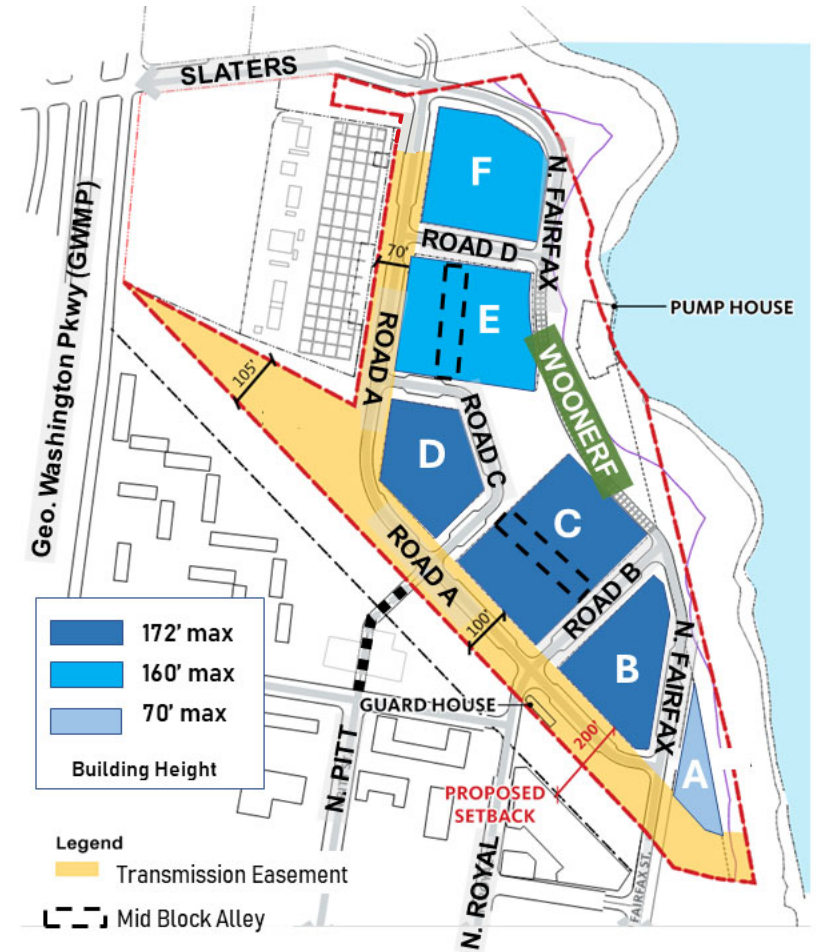 SLATERS
N. FAIRFAX
F
ROAD D
70'
Geo. Washington Pkwy (GWMP)
E
PUMP HOUSE
ROAD A
WOONERF
105'
ROAD C
D
C
ROAD A
ROAD B
100'
N. FAIRFAX
B
172' max
160' max
70' max
Building Height
GUARD HOUSE
200'
A
PROPOSED
SETBACK
N. PITT
N. ROYAL
FAIRFAX ST.
Legend
Transmission Easement
Mid Block Alley